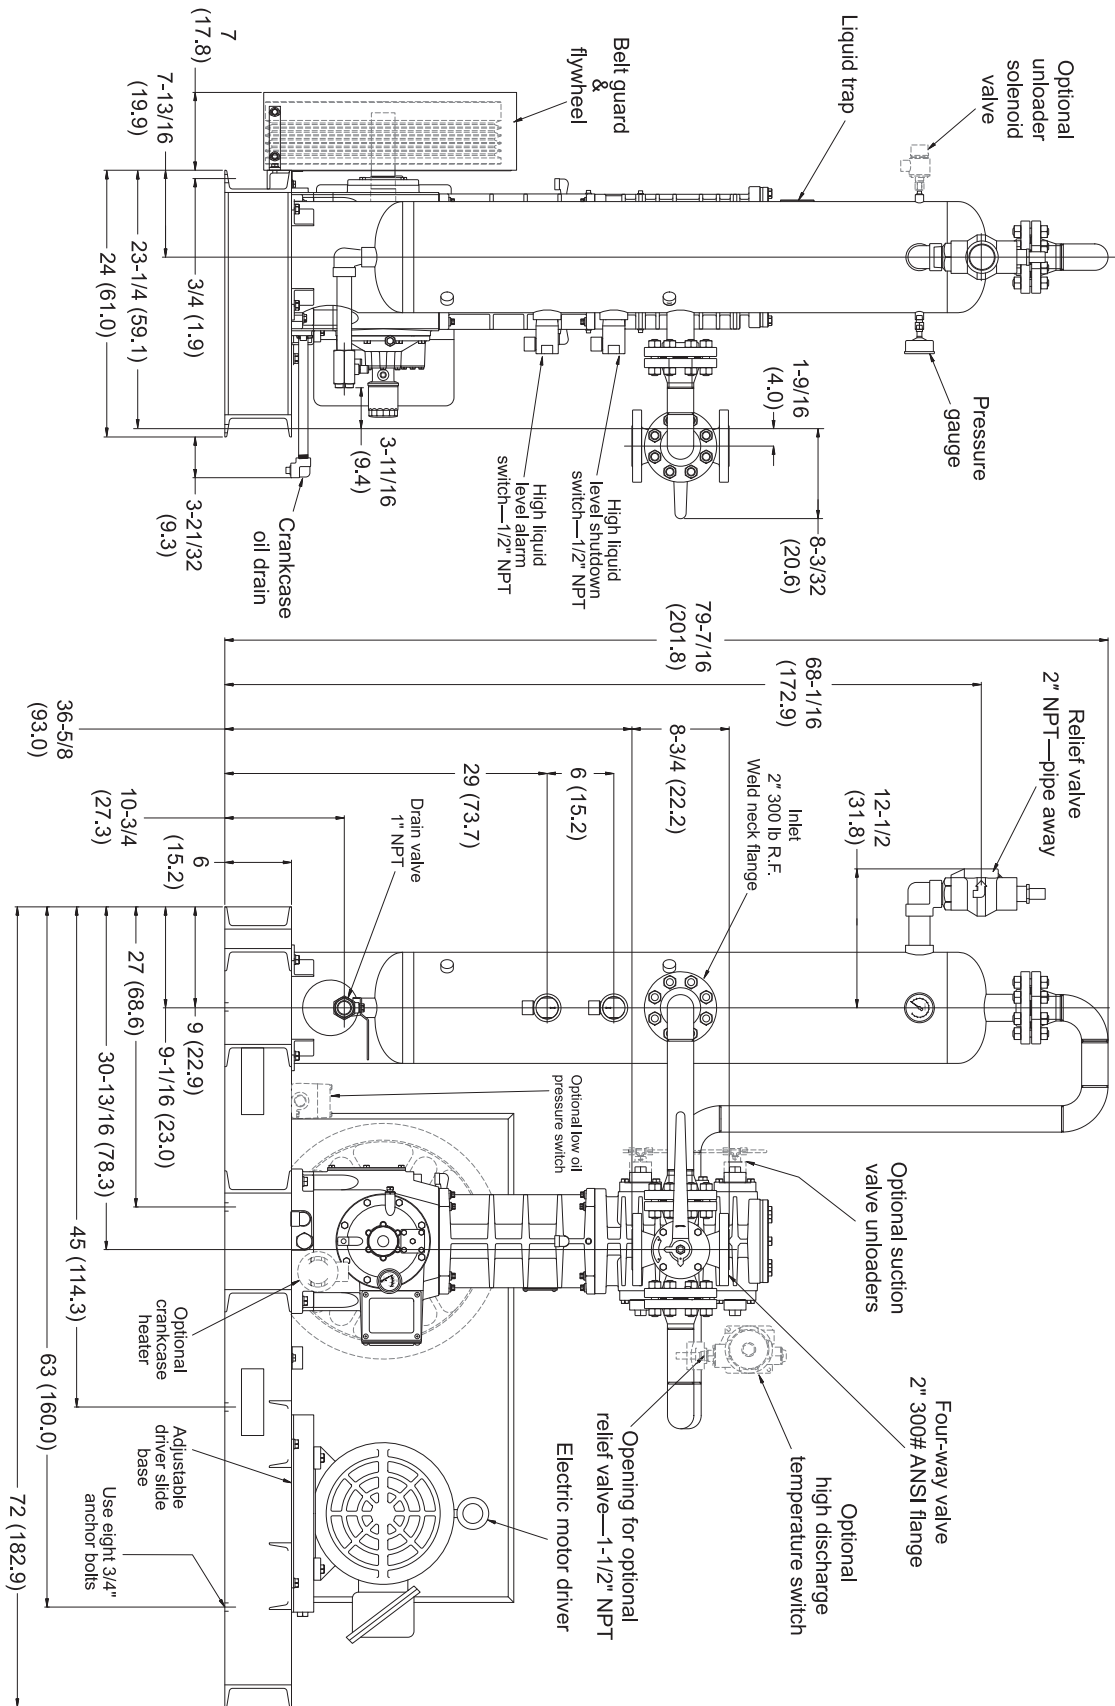 Optional
unloader
solenoid
valve
Liquid trap
Belt guard
&
flywheel
7
(17.8)
7-13/16
(19.9)
3/4 (1.9)
23-1/4 (59.1)
24 (61.0)
Pressure
gauge
1-9/16
(4.0)
8-3/32
(20.6)
High liquid
level shutdown
switch—1/2" NPT
High liquid
level alarm
switch—1/2" NPT
3-11/16
(9.4)
Crankcase
oil drain
3-21/32
(9.3)
79-7/16
(201.8)
68-1/16
(172.9)
Relief valve
2" NPT—pipe away
12-1/2
(31.8)
8-3/4 (22.2)
Inlet
2" 300 lb R.F.
Weld neck flange
6 (15.2)
29 (73.7)
36-5/8
(93.0)
Drain valve
1" NPT
10-3/4
(27.3)
6
(15.2)
9 (22.9)
9-1/16 (23.0)
27 (68.6)
30-13/16 (78.3)
45 (114.3)
63 (160.0)
72 (182.9)
Optional low oil
pressure switch
Optional suction
valve unloaders
Four-way valve
2" 300# ANSI flange
Optional
high discharge
temperature switch
Opening for optional
relief valve—1-1/2" NPT
Electric motor driver
Optional
crankcase
heater
Adjustable
driver slide
base
Use eight 3/4"
anchor bolts